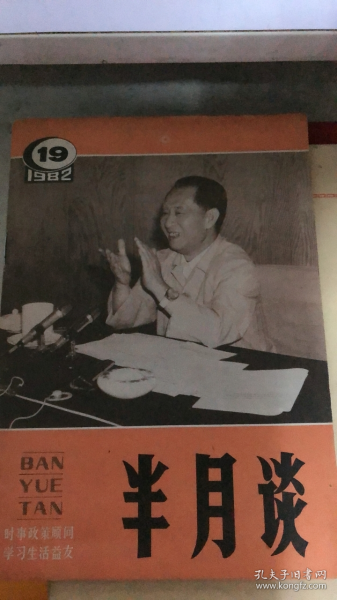 19
1982
BAN
YUE
TAN
半月谈
时事政策顾问
学习生活益友
孔夫子旧书网
www.kongfz.com